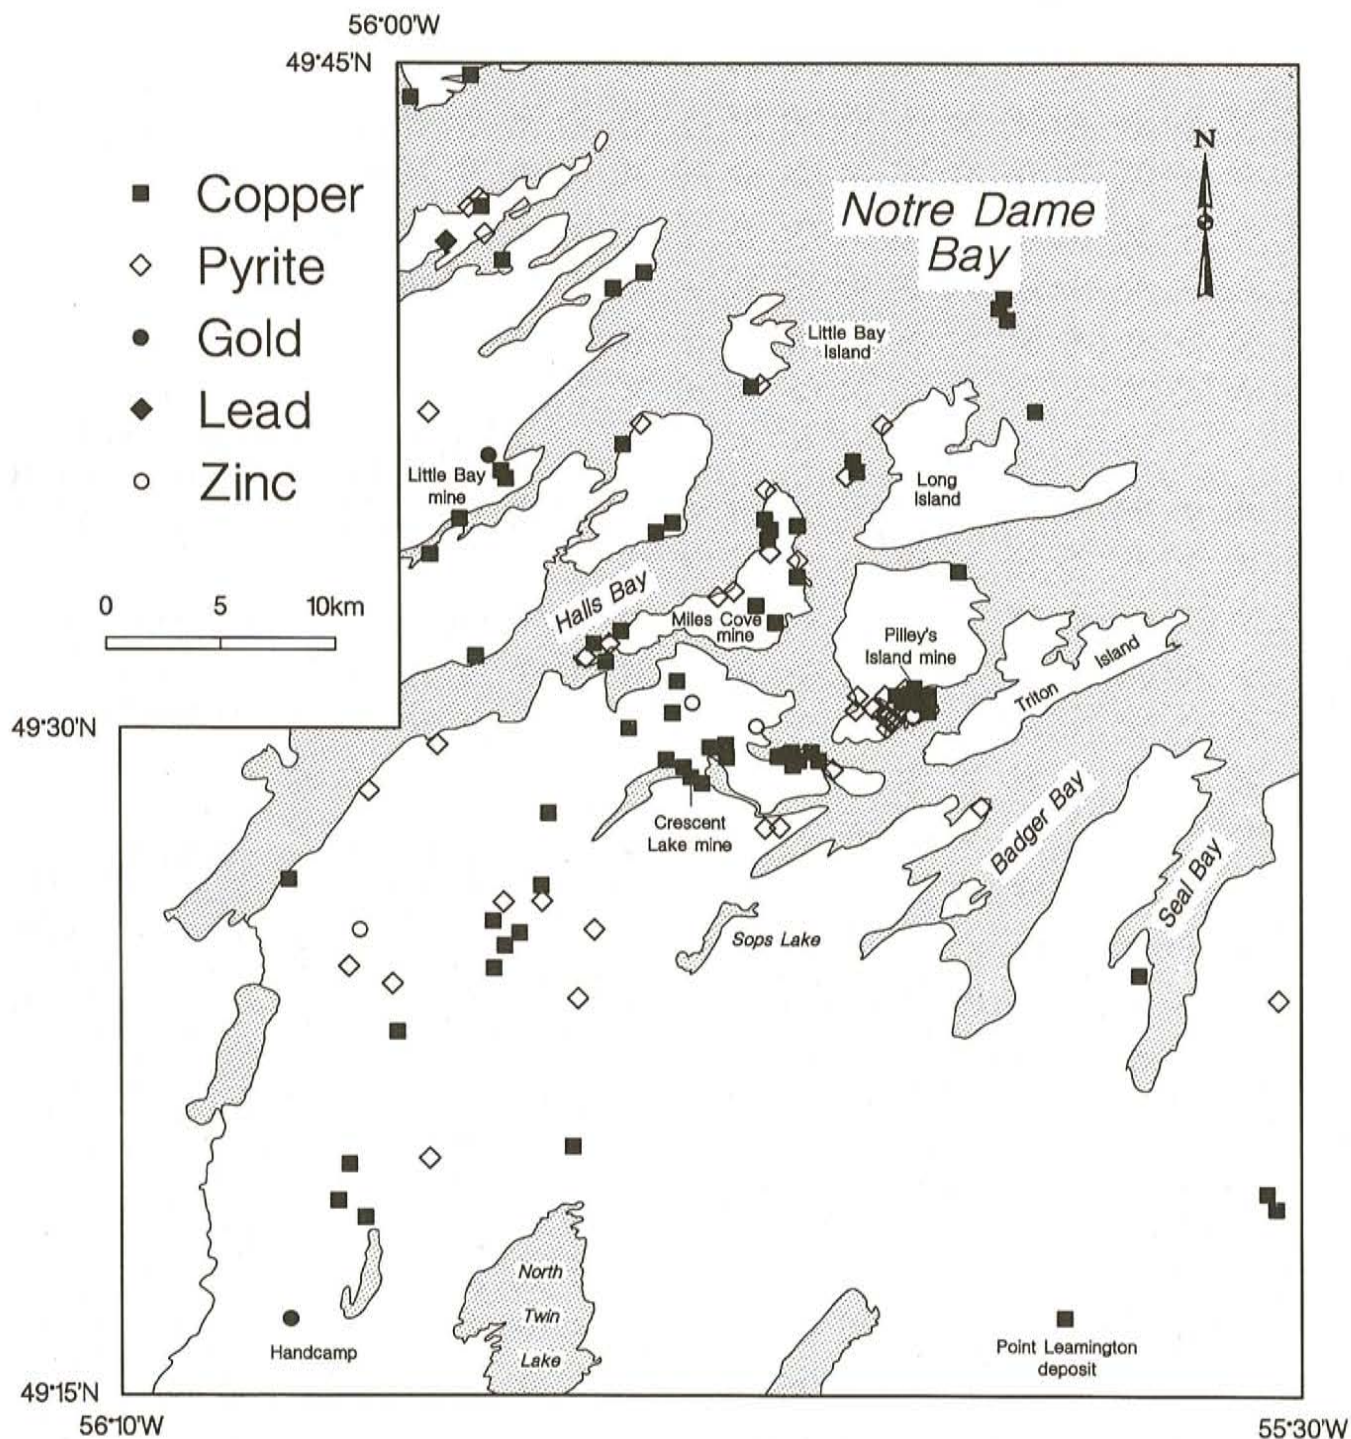 56°00'W
49°45'N
N
Copper
Notre Dame
Bay
Pyrite
Gold
Little Bay
Island
Lead
Little Bay
mine
Zinc
Long
Island
0 5 10km
Halls Bay
Miles Cove
mine
Pilley's
Island mine
Triton Island
49°30'N
Crescent
Lake mine
Badger Bay
Seal Bay
Sops Lake
North
Twin
Lake
Handcamp
Point Leamington
deposit
49°15'N
56°10'W
55°30'W